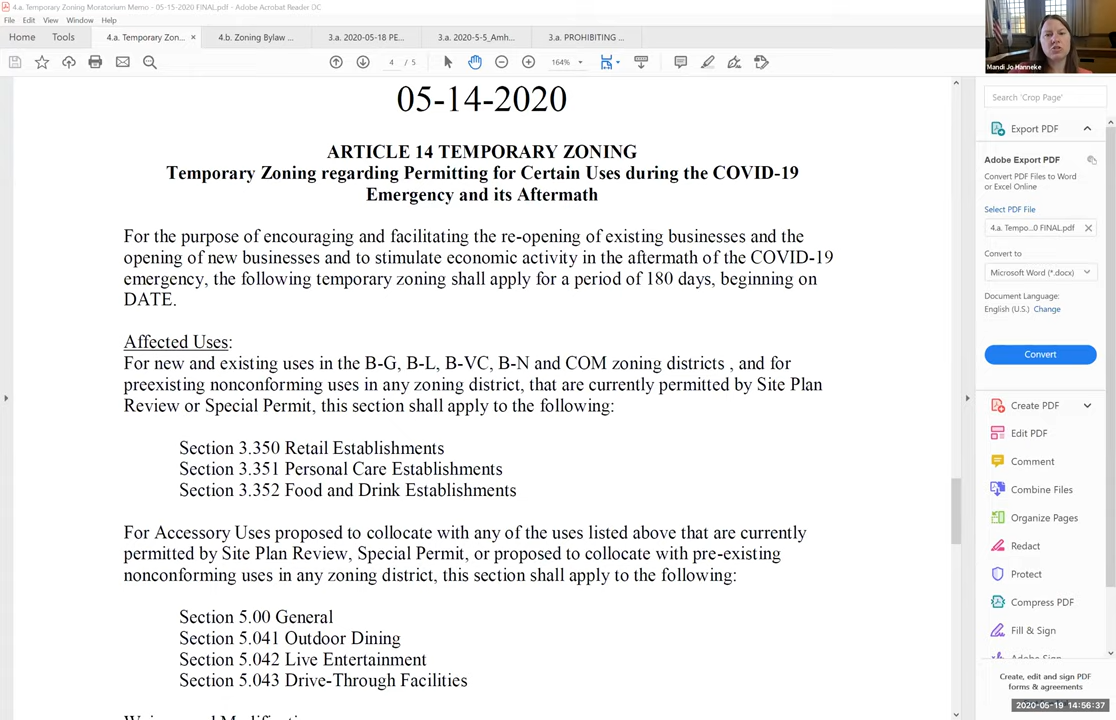 4.a. Temporary Zoning Moratorium Memo - 05-15-2020 FINAL.pdf - Adobe Acrobat Reader DC
File Edit View Window Help
Home Tools 4.a. Temporary Zon... × 4.b. Zoning Bylaw ... 3.a. 2020-05-18 PE... 3.a. 2020-5-5_Amh... 3.a. PROHIBITING ...
4 / 5 164%
Mandi Jo Hanneke
05-14-2020
ARTICLE 14 TEMPORARY ZONING
Temporary Zoning regarding Permitting for Certain Uses during the COVID-19
Emergency and its Aftermath
For the purpose of encouraging and facilitating the re-opening of existing businesses and the
opening of new businesses and to stimulate economic activity in the aftermath of the COVID-19
emergency, the following temporary zoning shall apply for a period of 180 days, beginning on
DATE.
Affected Uses:
For new and existing uses in the B-G, B-L, B-VC, B-N and COM zoning districts , and for
preexisting nonconforming uses in any zoning district, that are currently permitted by Site Plan
Review or Special Permit, this section shall apply to the following:
Section 3.350 Retail Establishments
Section 3.351 Personal Care Establishments
Section 3.352 Food and Drink Establishments
For Accessory Uses proposed to collocate with any of the uses listed above that are currently
permitted by Site Plan Review, Special Permit, or proposed to collocate with pre-existing
nonconforming uses in any zoning district, this section shall apply to the following:
Section 5.00 General
Section 5.041 Outdoor Dining
Section 5.042 Live Entertainment
Section 5.043 Drive-Through Facilities
Search 'Crop Page'
Export PDF
Adobe Export PDF
Convert PDF Files to Word
or Excel Online
Select PDF File
4.a. Tempo...0 FINAL.pdf
Convert to
Microsoft Word (*.docx)
Document Language:
English (U.S.) Change
Convert
Create PDF
Edit PDF
Comment
Combine Files
Organize Pages
Redact
Protect
Compress PDF
Fill & Sign
Adobe Sign
Create, edit and sign PDF
forms & agreements
2020-05-19 14:56:37